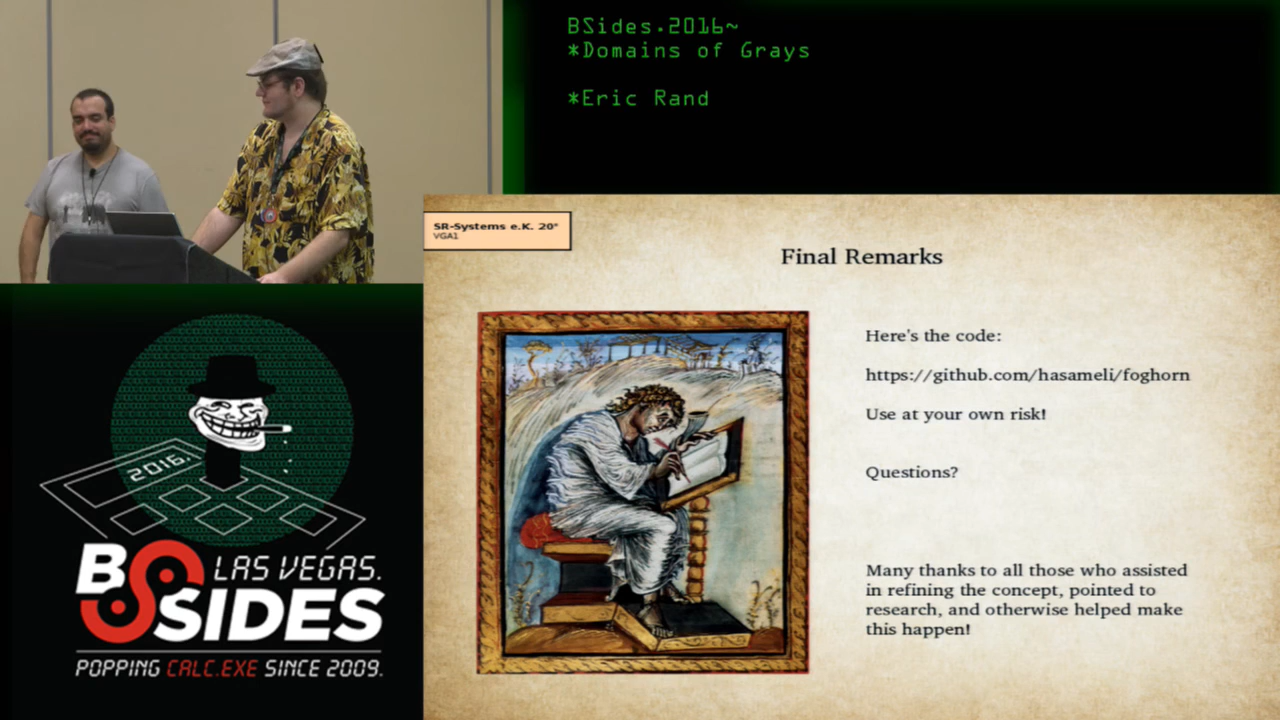 BSides.2016~
*Domains of Grays
*Eric Rand
SR-Systems e.K. 20°
VGA1
Final Remarks
Here's the code:
https://github.com/hasameli/foghorn
Use at your own risk!
Questions?
Many thanks to all those who assisted
in refining the concept, pointed to
research, and otherwise helped make
this happen!
2016.
BSIDES
LAS VEGAS.
POPPING CALC.EXE SINCE 2009.